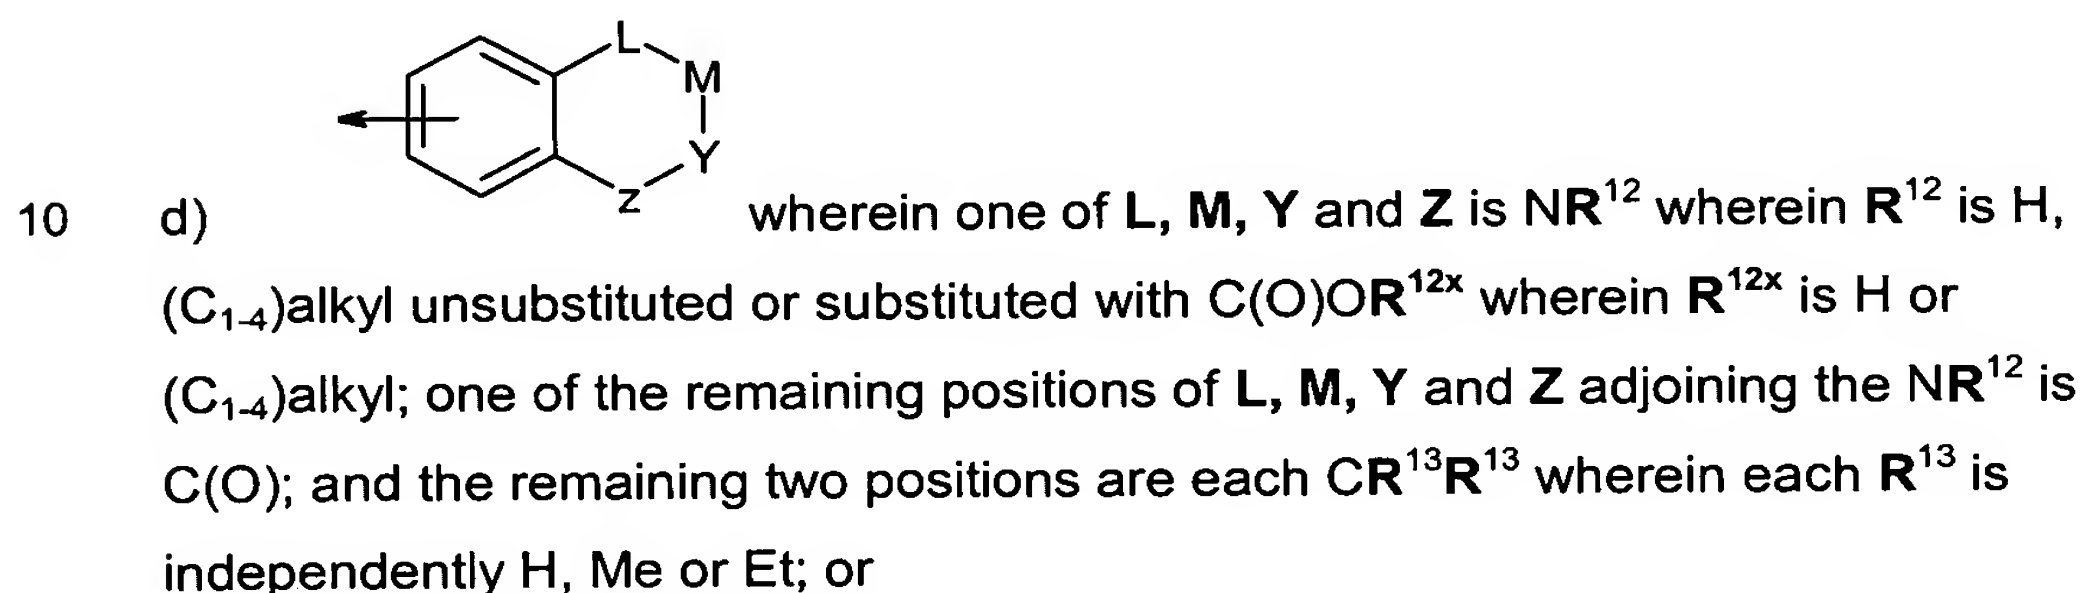 L
M
Y
Z
10 d) wherein one of L, M, Y and Z is NR¹² wherein R¹² is H,
(C₁₋₄)alkyl unsubstituted or substituted with C(O)OR¹²ˣ wherein R¹²ˣ is H or
(C₁₋₄)alkyl; one of the remaining positions of L, M, Y and Z adjoining the NR¹² is
C(O); and the remaining two positions are each CR¹³R¹³ wherein each R¹³ is
independently H, Me or Et; or